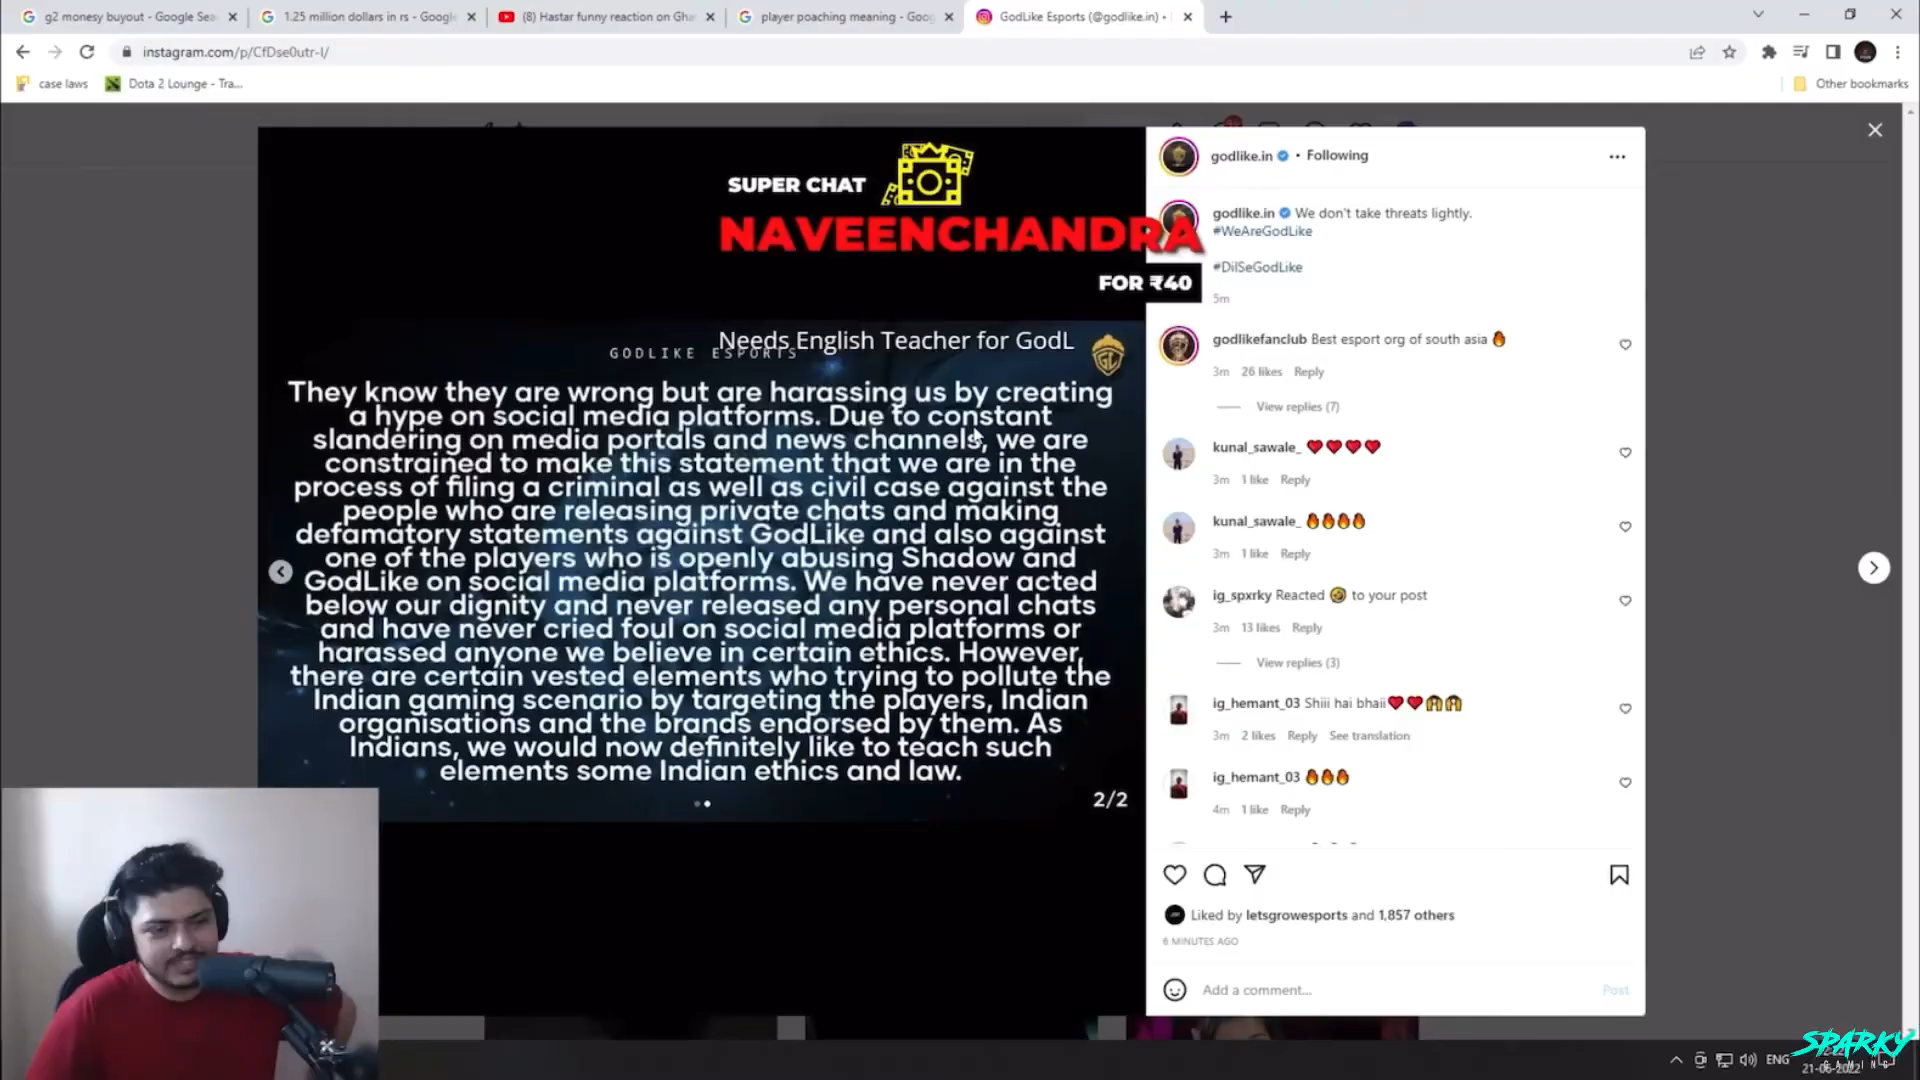 g2 monesy buyout - Google Sea
1.25 million dollars in rs - Google
(8) Hastar funny reaction on Gha
player poaching meaning - Goog
GodLike Esports (@godlike.in) •
instagram.com/p/CfDse0utr-I/
case laws
Dota 2 Lounge - Tra...
Other bookmarks
SUPER CHAT
NAVEENCHANDRA
FOR ₹40
Needs English Teacher for GodL
GODLIKE ESPORTS
GL
They know they are wrong but are harassing us by creating
a hype on social media platforms. Due to constant
slandering on media portals and news channels, we are
constrained to make this statement that we are in the
process of filing a criminal as well as civil case against the
people who are releasing private chats and making
defamatory statements against GodLike and also against
one of the players who is openly abusing Shadow and
GodLike on social media platforms. We have never acted
below our dignity and never released any personal chats
and have never cried foul on social media platforms or
harassed anyone we believe in certain ethics. However,
there are certain vested elements who trying to pollute the
Indian gaming scenario by targeting the players, Indian
organisations and the brands endorsed by them. As
Indians, we would now definitely like to teach such
elements some Indian ethics and law.
2/2
godlike.in • Following
godlike.in We don't take threats lightly.
#WeAreGodLike
#DilSeGodLike
5m
godlikefanclub Best esport org of south asia 🔥
3m 26 likes Reply
View replies (7)
kunal_sawale_ ❤️❤️❤️❤️
3m 1 like Reply
kunal_sawale_ 🔥🔥🔥🔥
3m 1 like Reply
ig_spxrky Reacted 🤣 to your post
3m 13 likes Reply
View replies (3)
ig_hemant_03 Shiii hai bhaii❤️❤️🙌🙌
3m 2 likes Reply See translation
ig_hemant_03 🔥🔥🔥
4m 1 like Reply
Liked by letsgrowesports and 1,857 others
6 MINUTES AGO
Add a comment...
Post
ENG
21-06-2022
SPARKY
GAMING